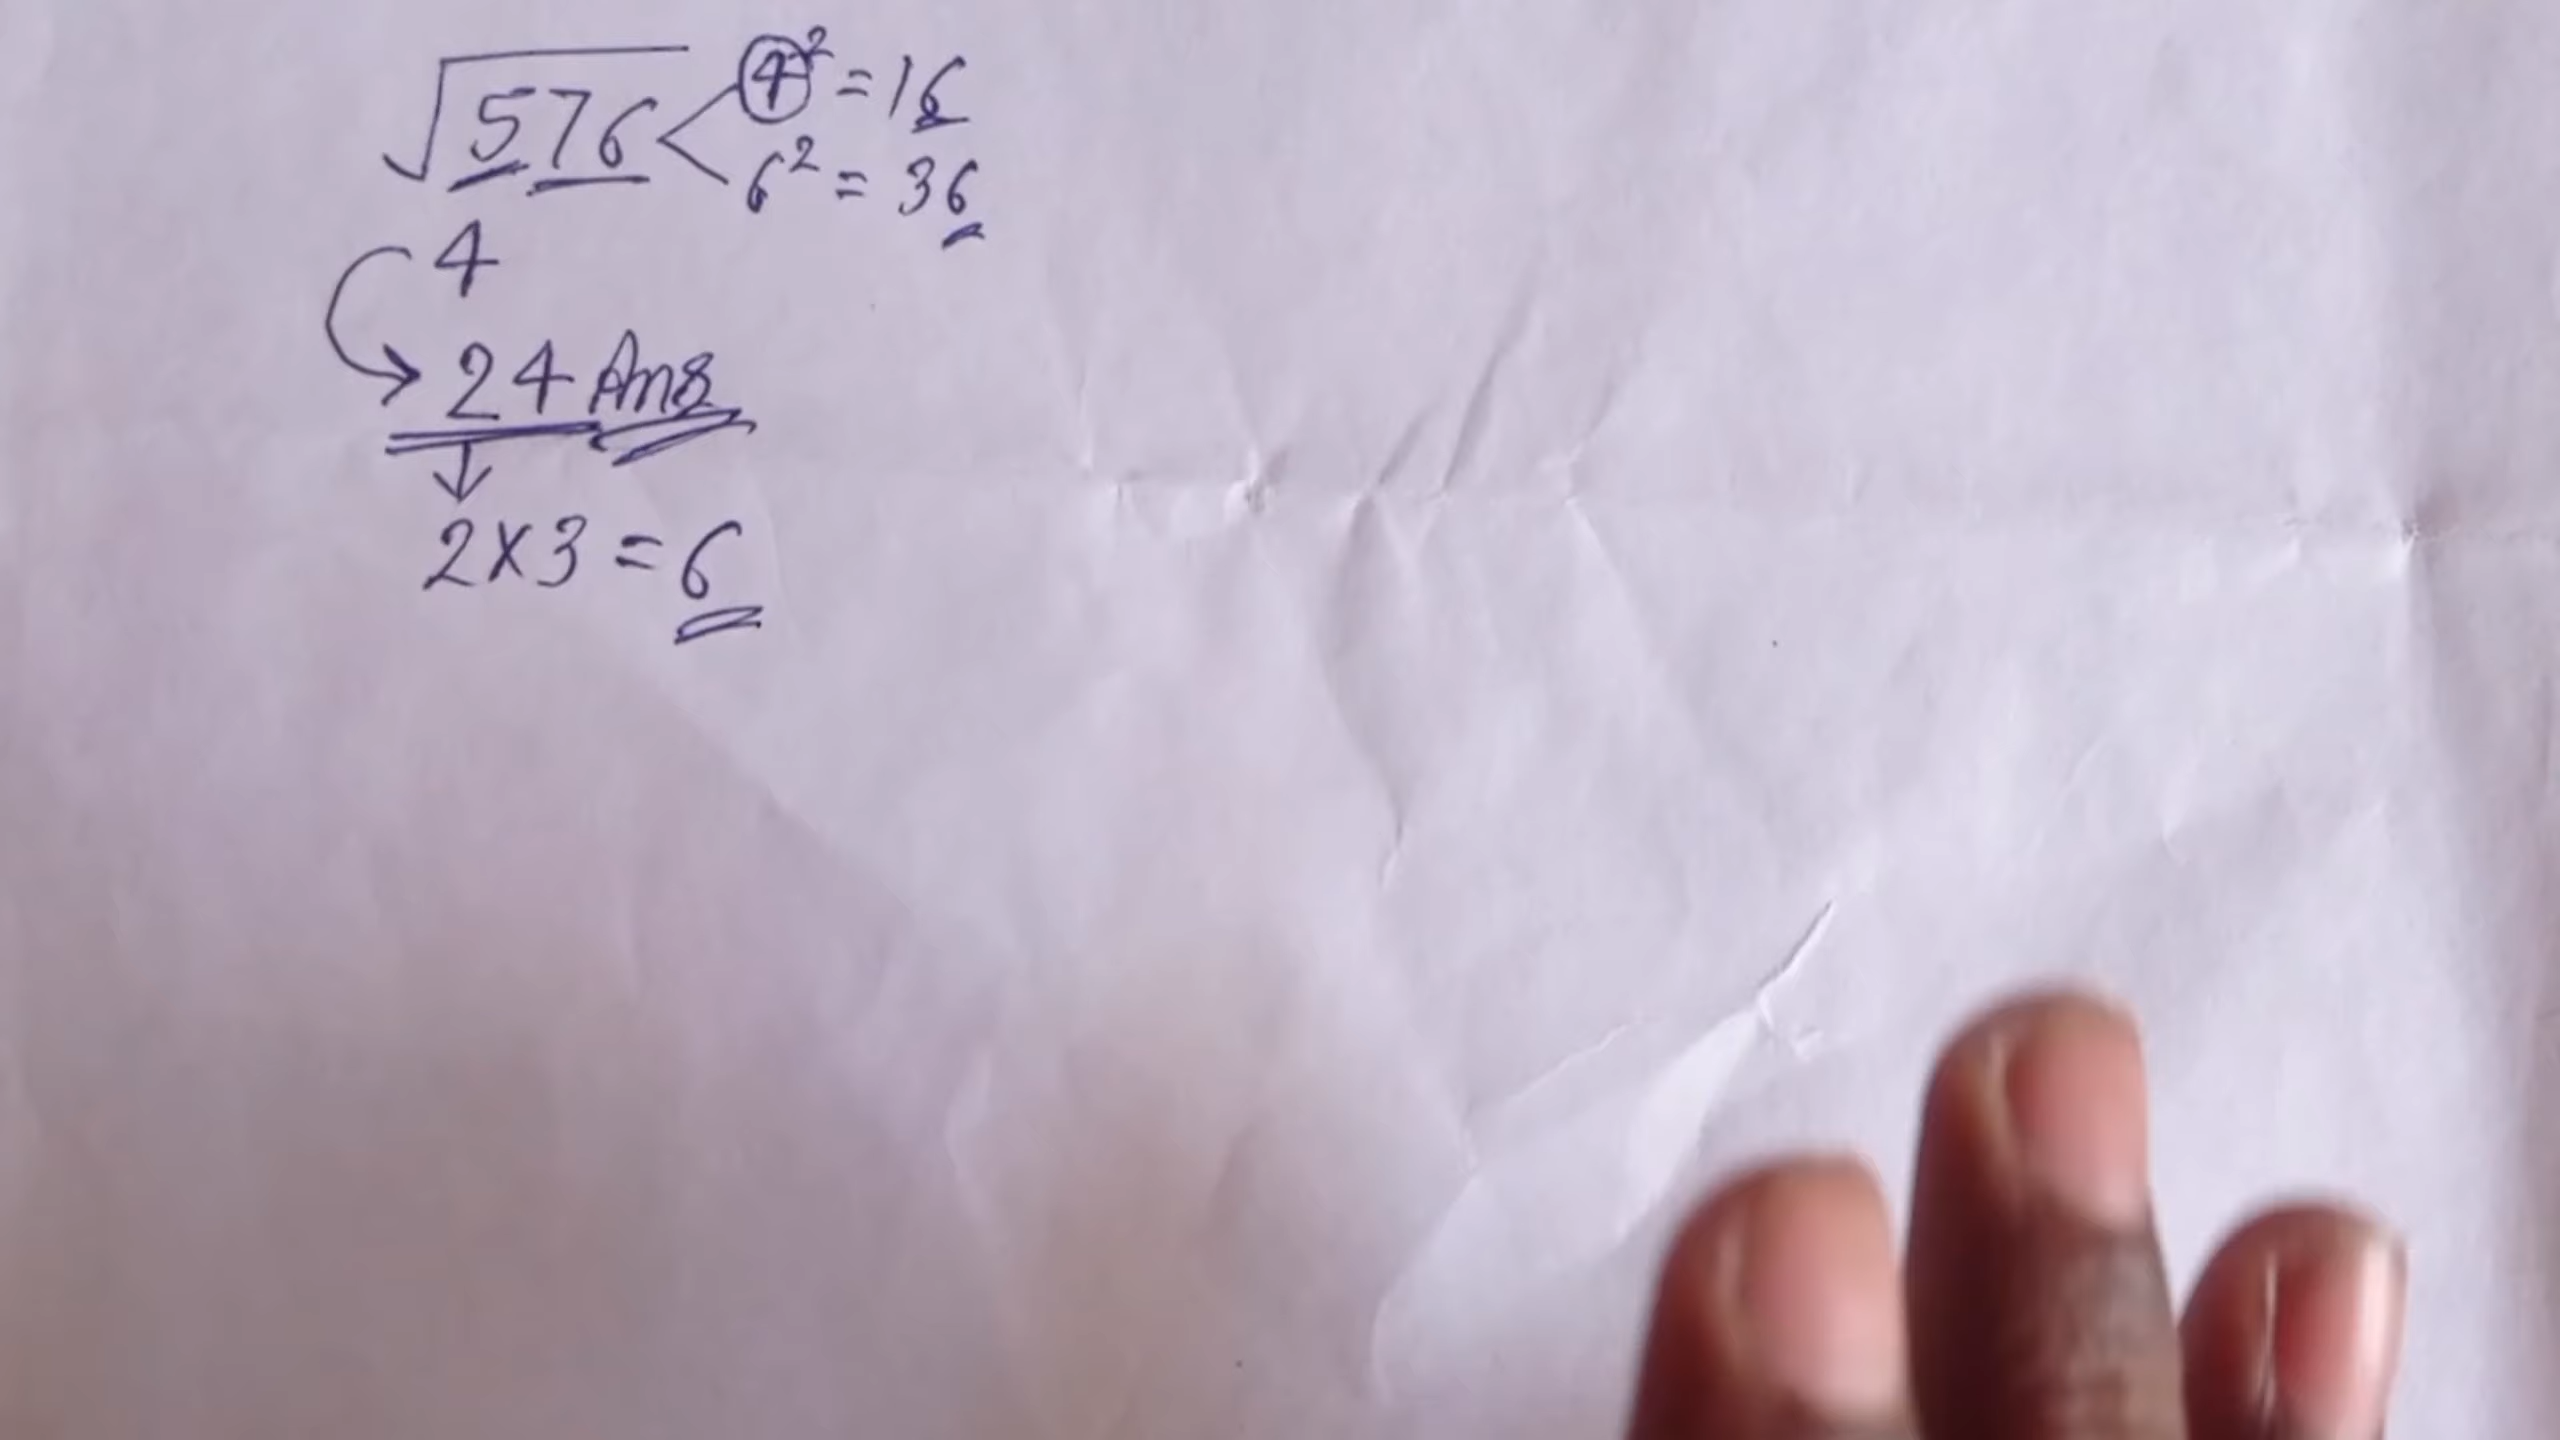 √576 < 4² = 16
6² = 36
4
→ 24 Ans
↓
2×3 = 6